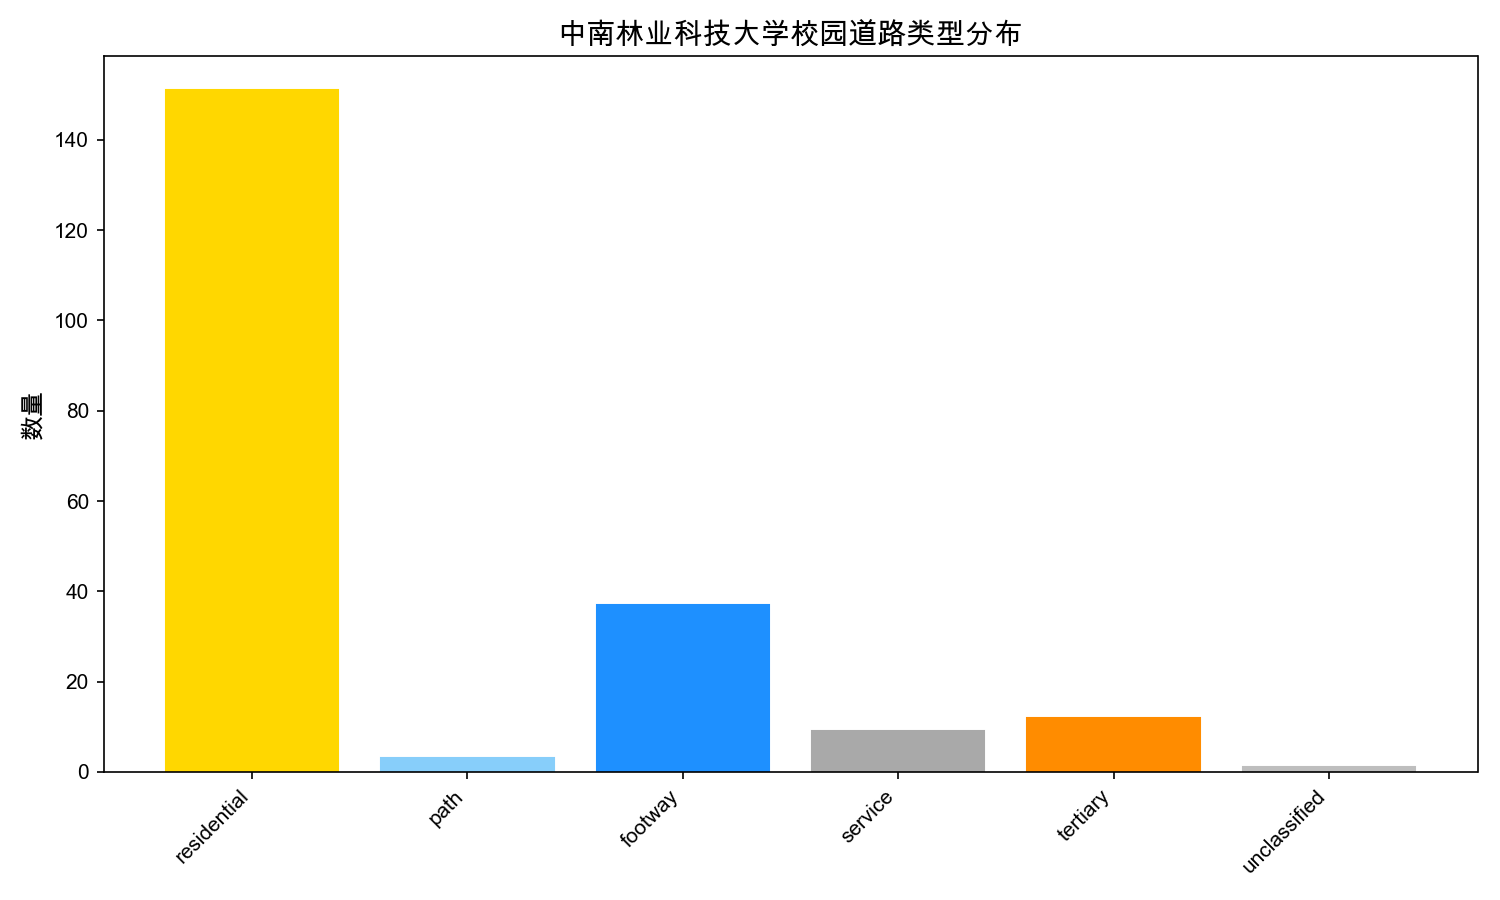 中南林业科技大学校园道路类型分布
数量
140
120
100
80
60
40
20
0
residential
path
footway
service
tertiary
unclassified